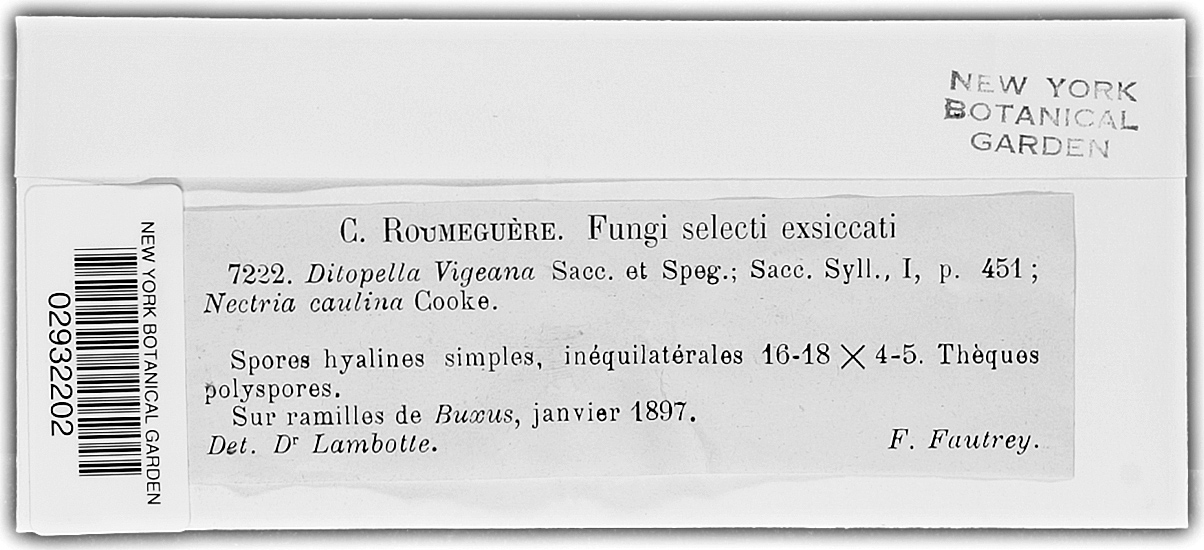 NEW YORK
BOTANICAL
GARDEN
NEW YORK BOTANICAL GARDEN
02932202
C. ROUMEGUÈRE. Fungi selecti exsiccati
7222. Ditopella Vigeana Sacc. et Speg.; Sacc. Syll., I, p. 451;
Nectria caulina Cooke.
Spores hyalines simples, inéquilatérales 16-18 × 4-5. Thèques
polyspores.
Sur ramilles de Buxus, janvier 1897.
Det. Dr Lambotte.
F. Fautrey.